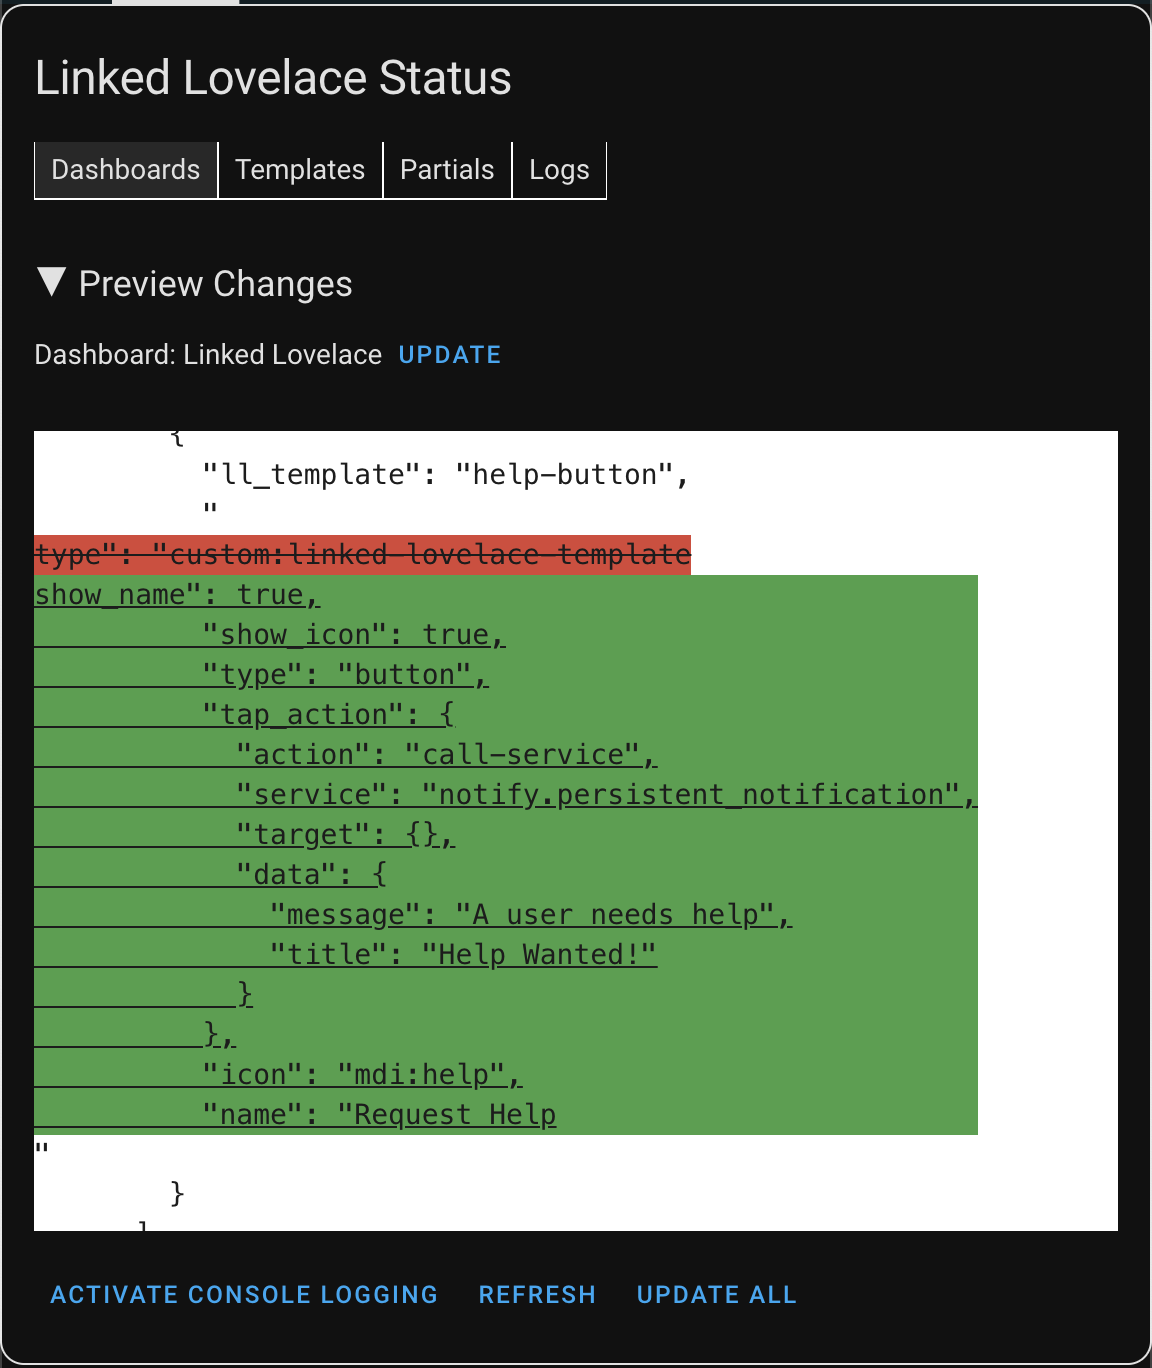 Linked Lovelace Status
Dashboards Templates Partials Logs
▼ Preview Changes
Dashboard: Linked Lovelace UPDATE
        {
          "ll_template": "help-button",
          "
type": "custom:linked-lovelace-template
show_name": true,
          "show_icon": true,
          "type": "button",
          "tap_action": {
            "action": "call-service",
            "service": "notify.persistent_notification",
            "target": {},
            "data": {
              "message": "A user needs help",
              "title": "Help Wanted!"
            }
          },
          "icon": "mdi:help",
          "name": "Request Help
"
        }
      ]
ACTIVATE CONSOLE LOGGING REFRESH UPDATE ALL